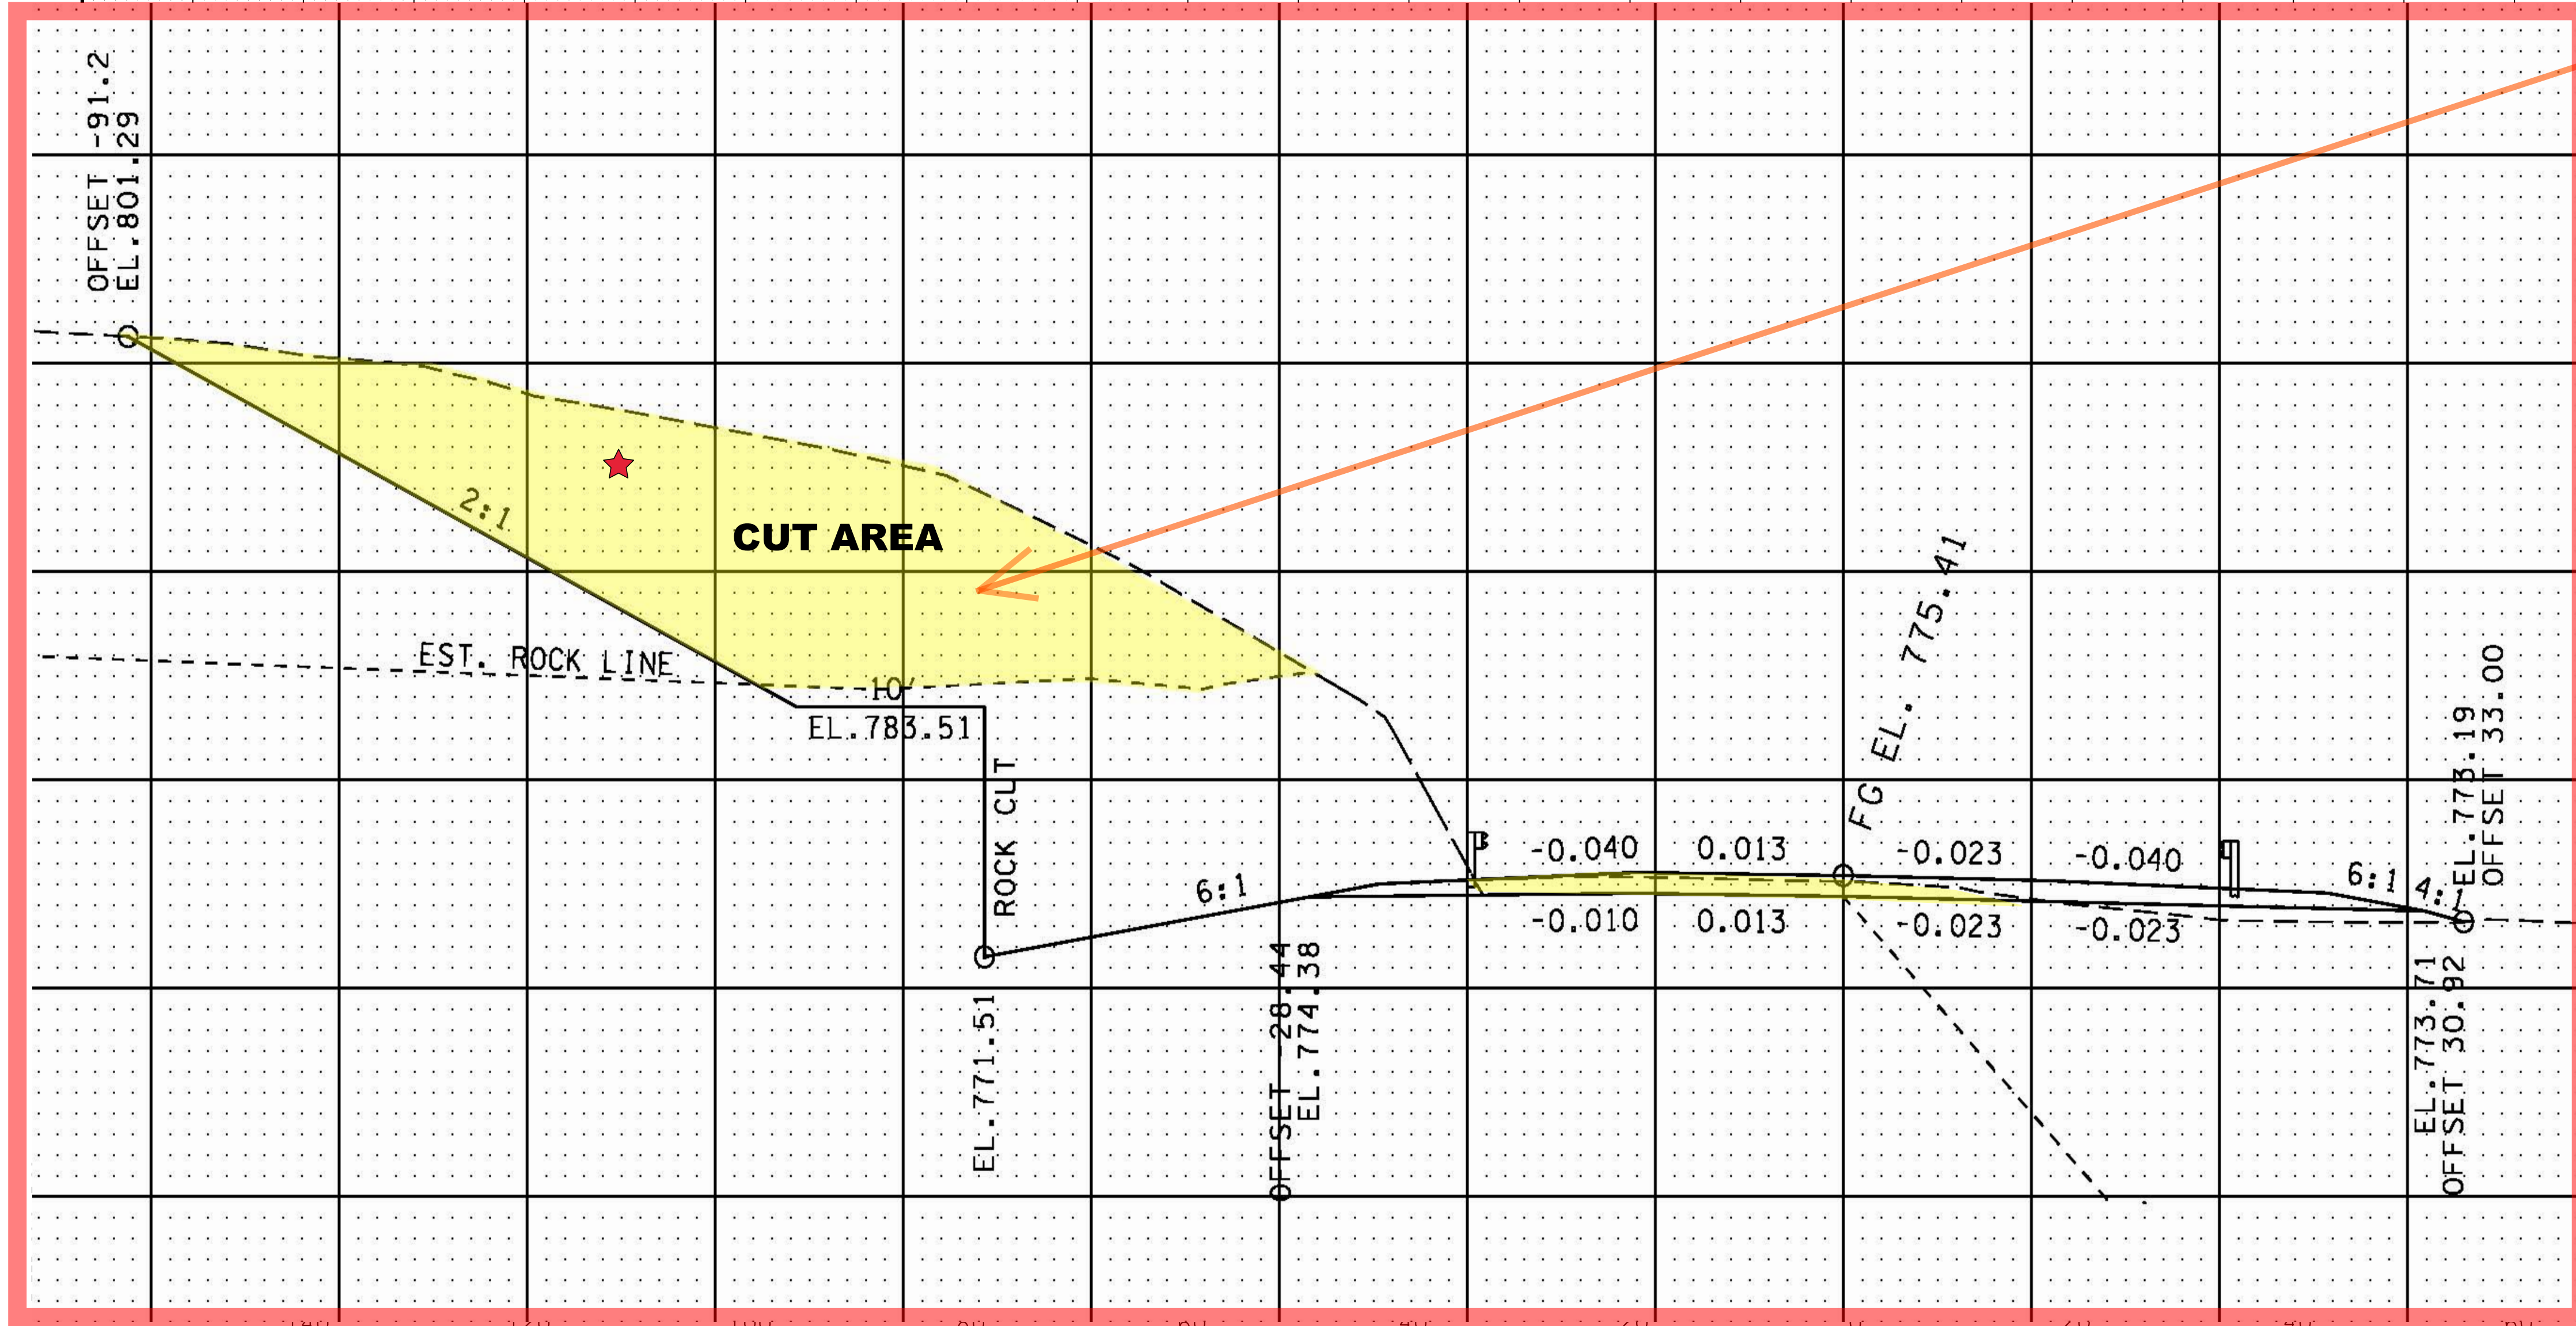 OFFSET -91.2
EL.801.29
2:1
CUT AREA
EST. ROCK LINE
10'
EL.783.51
ROCK CUT
EL.771.51
6:1
OFFSET -28.44
EL.774.38
-0.040
0.013
-0.023
-0.040
FG EL. 775.41
-0.010
0.013
-0.023
-0.023
6:1
EL.773.19
OFFSET 33.00
EL.773.71
OFFSET 30.92